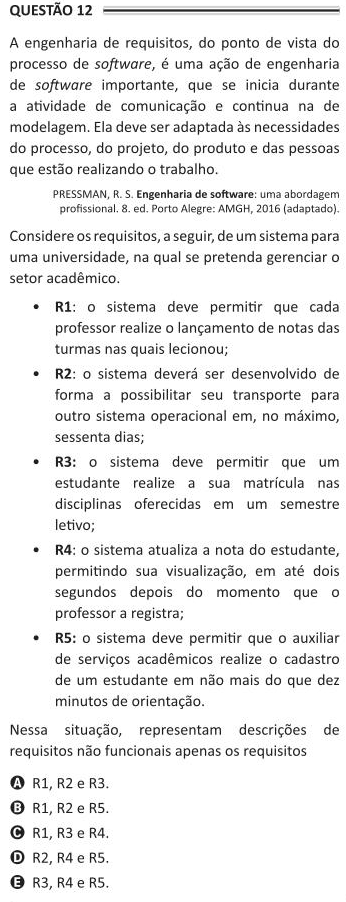 QUESTÃO 12
A engenharia de requisitos, do ponto de vista do
processo de software, é uma ação de engenharia
de software importante, que se inicia durante
a atividade de comunicação e continua na de
modelagem. Ela deve ser adaptada às necessidades
do processo, do projeto, do produto e das pessoas
que estão realizando o trabalho.
PRESSMAN, R. S. Engenharia de software: uma abordagem
profissional. 8. ed. Porto Alegre: AMGH, 2016 (adaptado).
Considere os requisitos, a seguir, de um sistema para
uma universidade, na qual se pretenda gerenciar o
setor acadêmico.
• R1: o sistema deve permitir que cada
professor realize o lançamento de notas das
turmas nas quais lecionou;
• R2: o sistema deverá ser desenvolvido de
forma a possibilitar seu transporte para
outro sistema operacional em, no máximo,
sessenta dias;
• R3: o sistema deve permitir que um
estudante realize a sua matrícula nas
disciplinas oferecidas em um semestre
letivo;
• R4: o sistema atualiza a nota do estudante,
permitindo sua visualização, em até dois
segundos depois do momento que o
professor a registra;
• R5: o sistema deve permitir que o auxiliar
de serviços acadêmicos realize o cadastro
de um estudante em não mais do que dez
minutos de orientação.
Nessa situação, representam descrições de
requisitos não funcionais apenas os requisitos
A R1, R2 e R3.
B R1, R2 e R5.
C R1, R3 e R4.
D R2, R4 e R5.
E R3, R4 e R5.